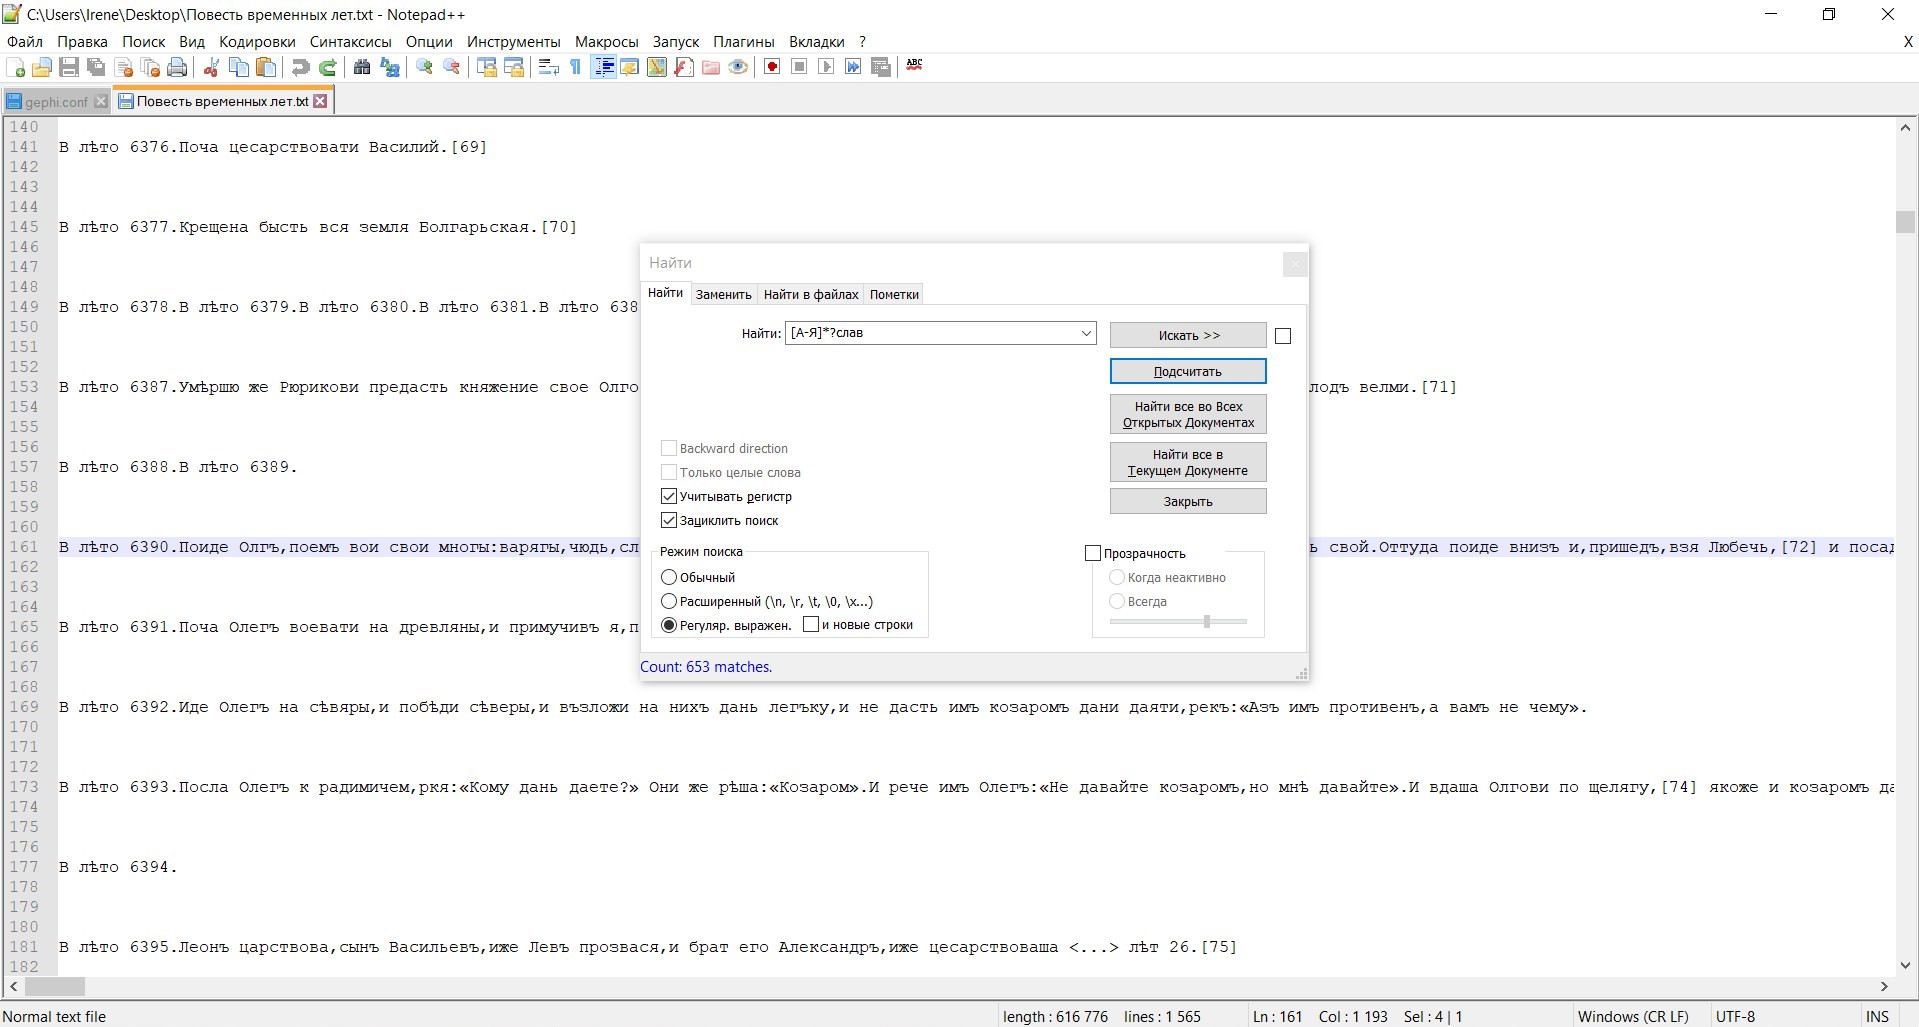 C:\Users\Irene\Desktop\Повесть временных лет.txt - Notepad++
Файл Правка Поиск Вид Кодировки Синтаксисы Опции Инструменты Макросы Запуск Плагины Вкладки ? X
ABC
gephi.conf Повесть временных лет.txt
140
141 В лѣто 6376.Поча цесарствовати Василий.[69]
142
143
144
145 В лѣто 6377.Крещена бысть вся земля Болгарьская.[70]
146
147
148
149 В лѣто 6378.В лѣто 6379.В лѣто 6380.В лѣто 6381.В лѣто 638
150
151
152
153 В лѣто 6387.Умѣршю же Рюрикови предасть княжение свое Олго лодъ велми.[71]
154
155
156
157 В лѣто 6388.В лѣто 6389.
158
159
160
161 В лѣто 6390.Поиде Олгъ,поемъ вои свои многы:варягы,чюдь,сл ь свой.Оттуда поиде внизъ и,пришедъ,взя Любечь,[72] и посад
162
163
164
165 В лѣто 6391.Поча Олегъ воевати на древляны,и примучивъ я,п
166
167
168
169 В лѣто 6392.Иде Олегъ на сѣвяры,и побѣди сѣверы,и възложи на нихъ дань легъку,и не дасть имъ козаромъ дани даяти,рекъ:«Азъ имъ противенъ,а вамъ не чему».
170
171
172
173 В лѣто 6393.Посла Олегъ к радимичем,ркя:«Кому дань даете?» Они же рѣша:«Козаром».И рече имъ Олегъ:«Не давайте козаромъ,но мнѣ давайте».И вдаша Олгови по щелягу,[74] якоже и козаромъ да
174
175
176
177 В лѣто 6394.
178
179
180
181 В лѣто 6395.Леонъ царствова,сынъ Васильевъ,иже Левъ прозвася,и брат его Александръ,иже цесарствоваша <...> лѣт 26.[75]
182
Найти
Найти Заменить Найти в файлах Пометки
Найти: [А-Я]*?слав
Искать >>
Подсчитать
Найти все во Всех
Открытых Документах
Найти все в
Текущем Документе
Закрыть
Backward direction
Только целые слова
Учитывать регистр
Зациклить поиск
Режим поиска
Обычный
Расширенный (\n, \r, \t, \0, \x...)
Регуляр. выражен. и новые строки
Прозрачность
Когда неактивно
Всегда
Count: 653 matches.
Normal text file length : 616 776 lines : 1 565 Ln : 161 Col : 1 193 Sel : 4 | 1 Windows (CR LF) UTF-8 INS